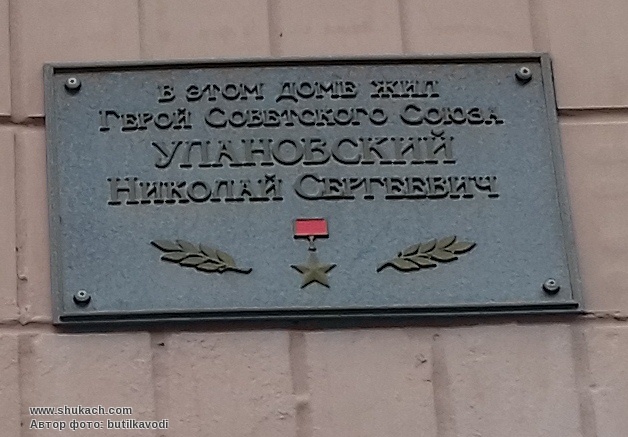 В ЭТОМ ДОМЕ ЖИЛ
ГЕРОЙ СОВЕТСКОГО СОЮЗА
УЛАНОВСКИЙ
НИКОЛАЙ СЕРГЕЕВИЧ
www.shukach.com
Автор фото: butilkavodi